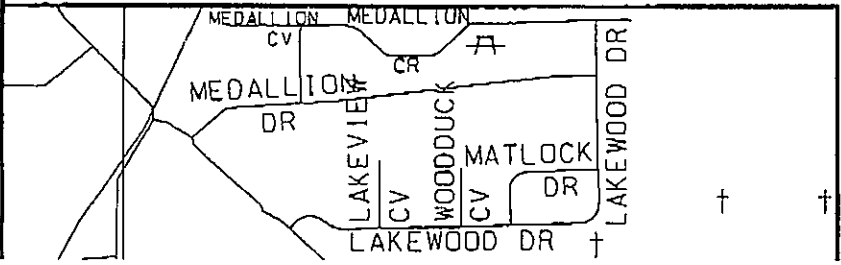 MEDALLION CV
MEDALLION CR
MEDALLION DR
LAKEVIEW CV
WOODDUCK CV
MATLOCK DR
LAKEWOOD DR
LAKEWOOD DR